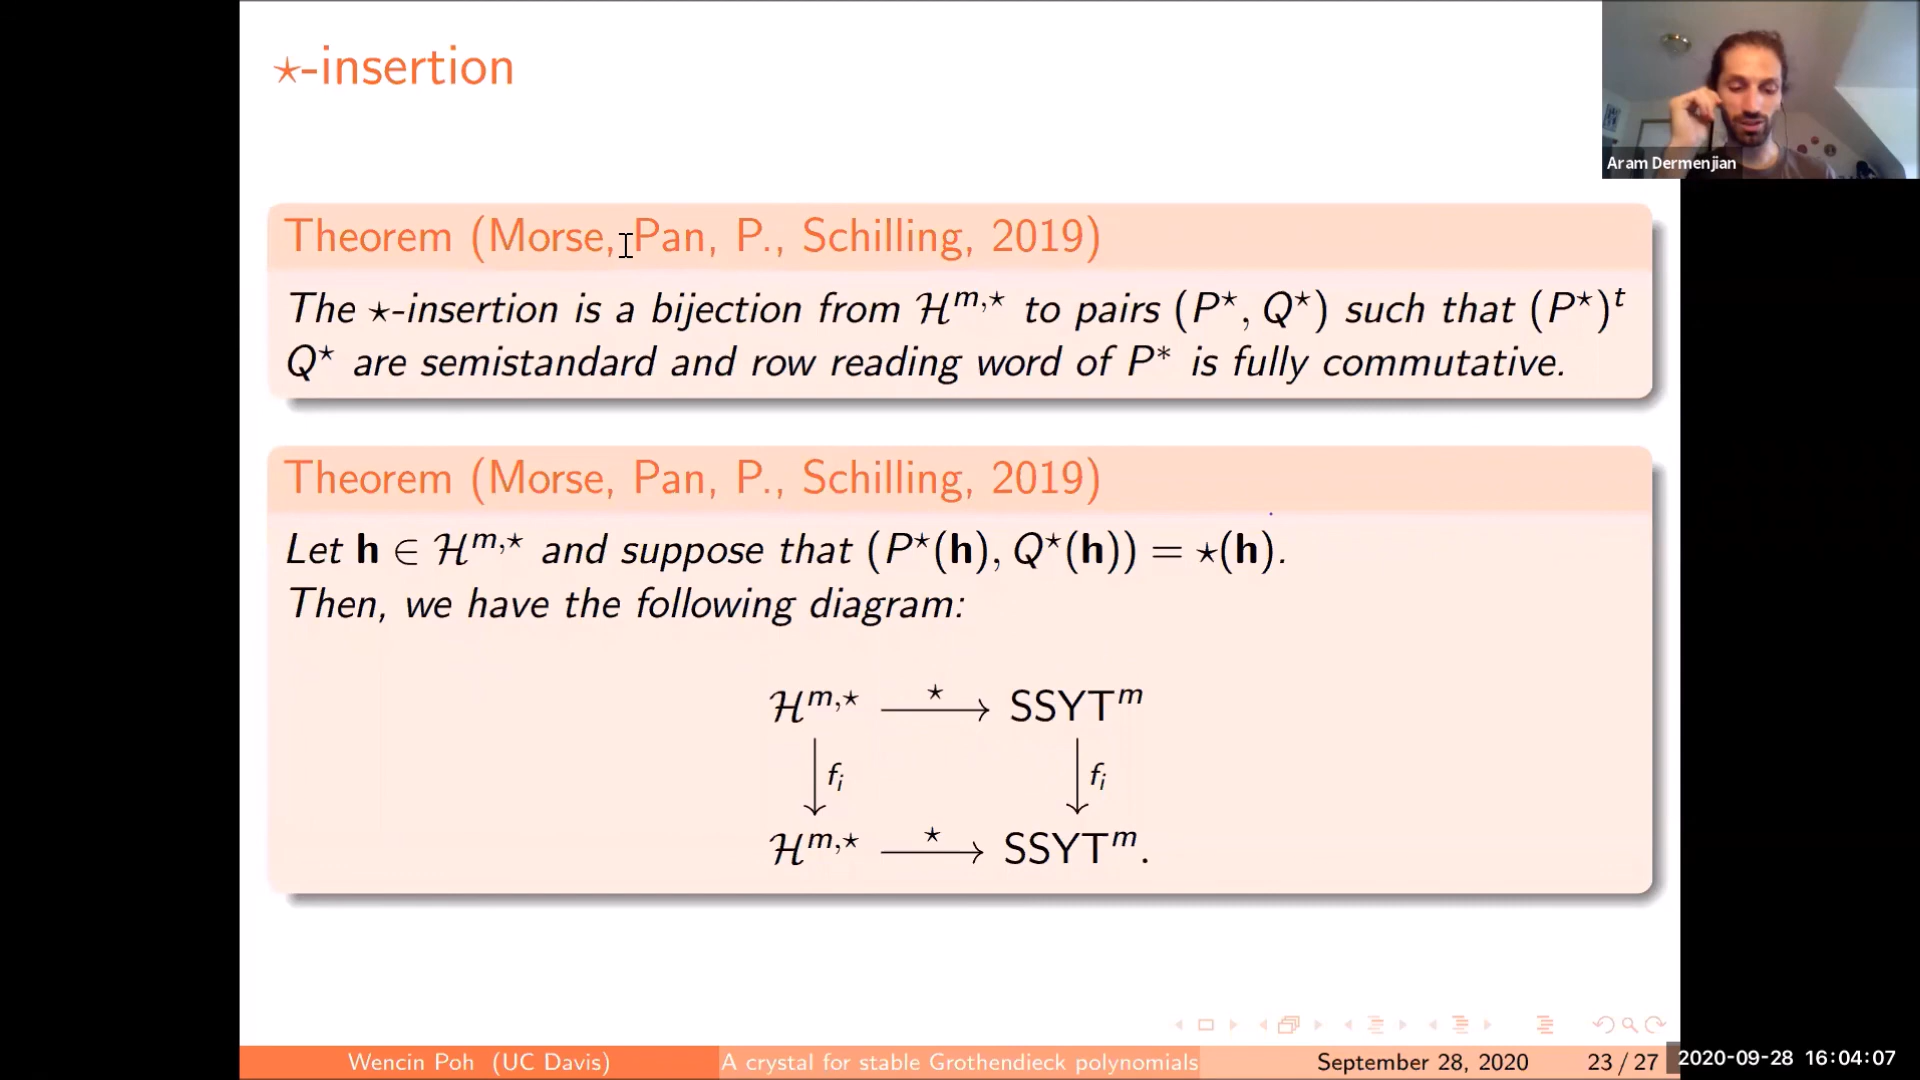 ⋆-insertion
Aram Dermenjian
Theorem (Morse, Pan, P., Schilling, 2019)
The ⋆-insertion is a bijection from ℋ^{m,⋆} to pairs (P^⋆, Q^⋆) such that (P^⋆)^t
Q^⋆ are semistandard and row reading word of P^* is fully commutative.
Theorem (Morse, Pan, P., Schilling, 2019)
Let h ∈ ℋ^{m,⋆} and suppose that (P^⋆(h), Q^⋆(h)) = ⋆(h).
Then, we have the following diagram:
ℋ^{m,⋆} ⟶^⋆ SSYT^m
↓ f_i ↓ f_i
ℋ^{m,⋆} ⟶^⋆ SSYT^m.
Wencin Poh (UC Davis) A crystal for stable Grothendieck polynomials September 28, 2020 23 / 27
2020-09-28 16:04:07